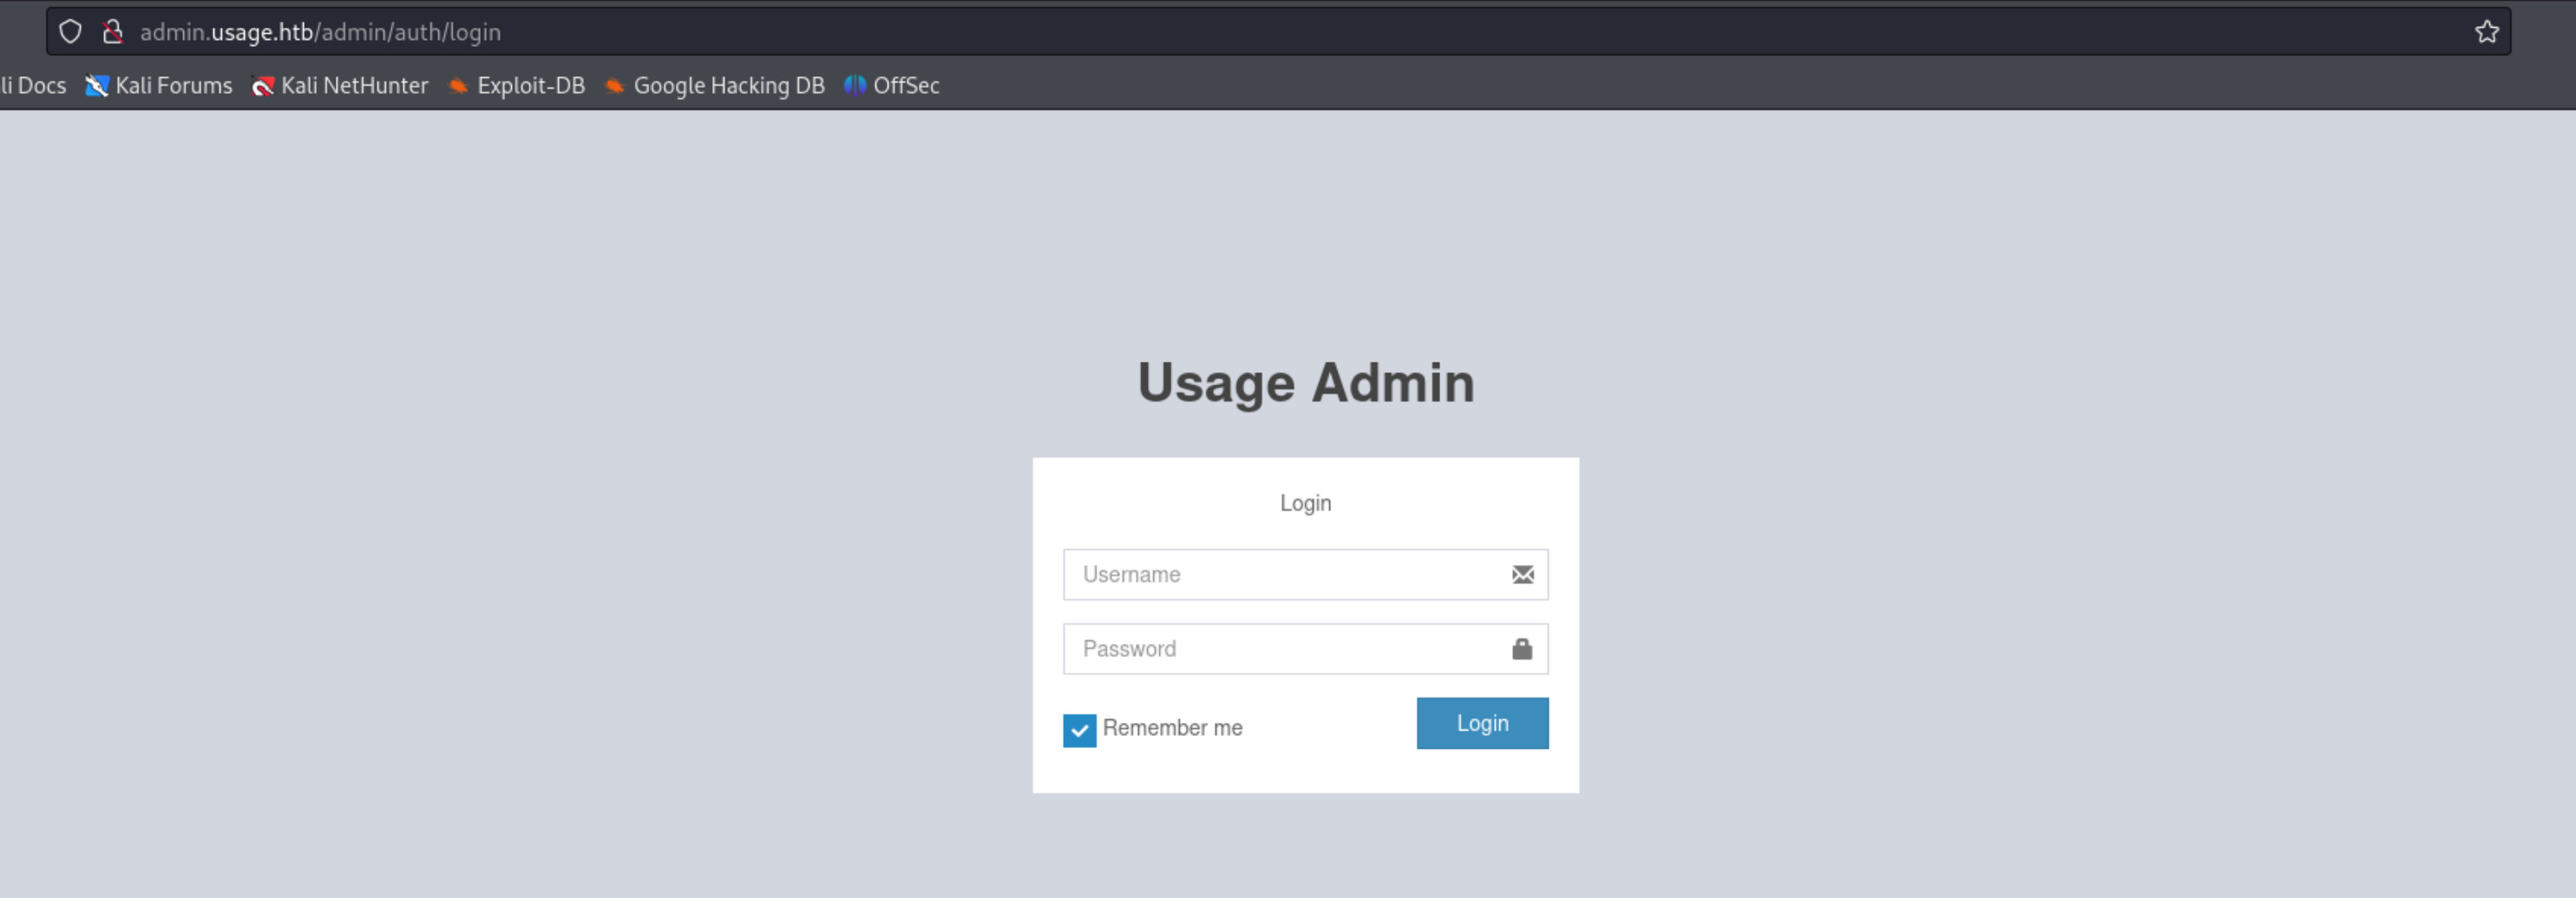 admin.usage.htb/admin/auth/login
li Docs Kali Forums Kali NetHunter Exploit-DB Google Hacking DB OffSec
Usage Admin
Login
Username
Password
Remember me Login